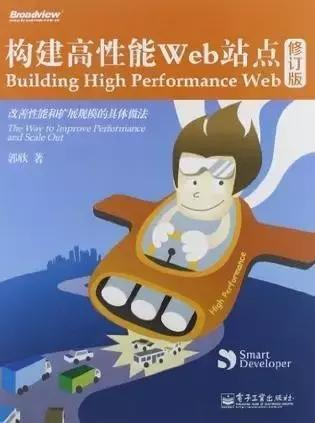 Broadview
构建高性能Web站点
修订版
Building High Performance Web
改善性能和扩展规模的具体做法
The Way to Improve Performance
and Scale Out
郭欣 著
High Performance
Smart
Developer
电子工业出版社